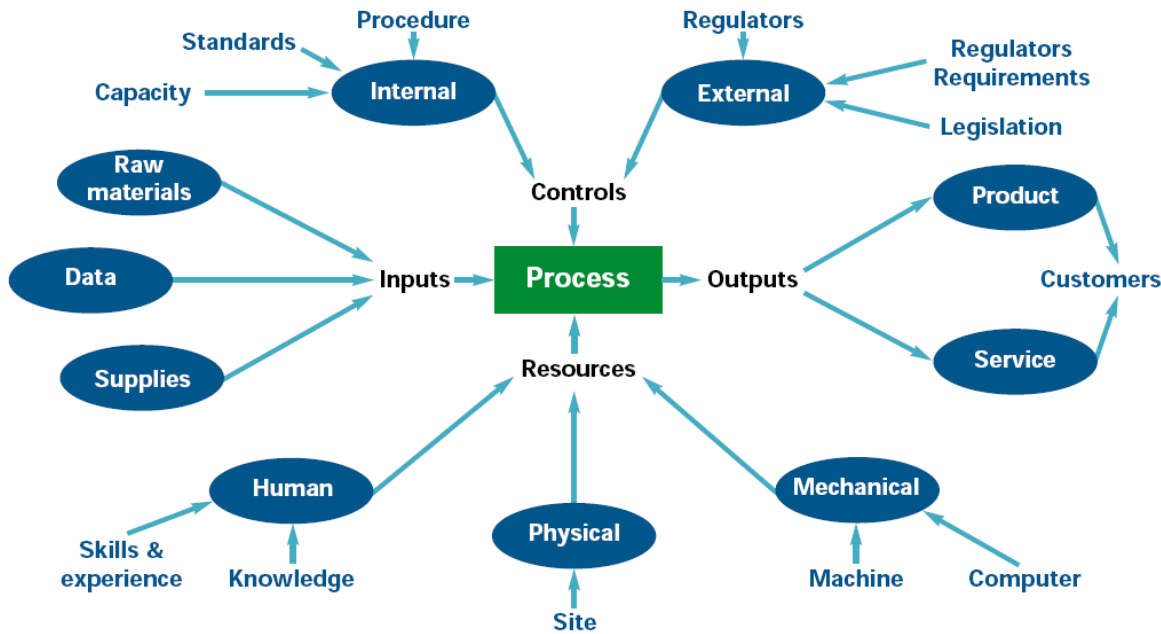 Procedure
Regulators
Standards
Internal
External
Regulators
Requirements
Capacity
Legislation
Raw
materials
Controls
Product
Data
Inputs
Process
Outputs
Customers
Supplies
Resources
Service
Human
Physical
Mechanical
Skills &
experience
Knowledge
Machine
Computer
Site